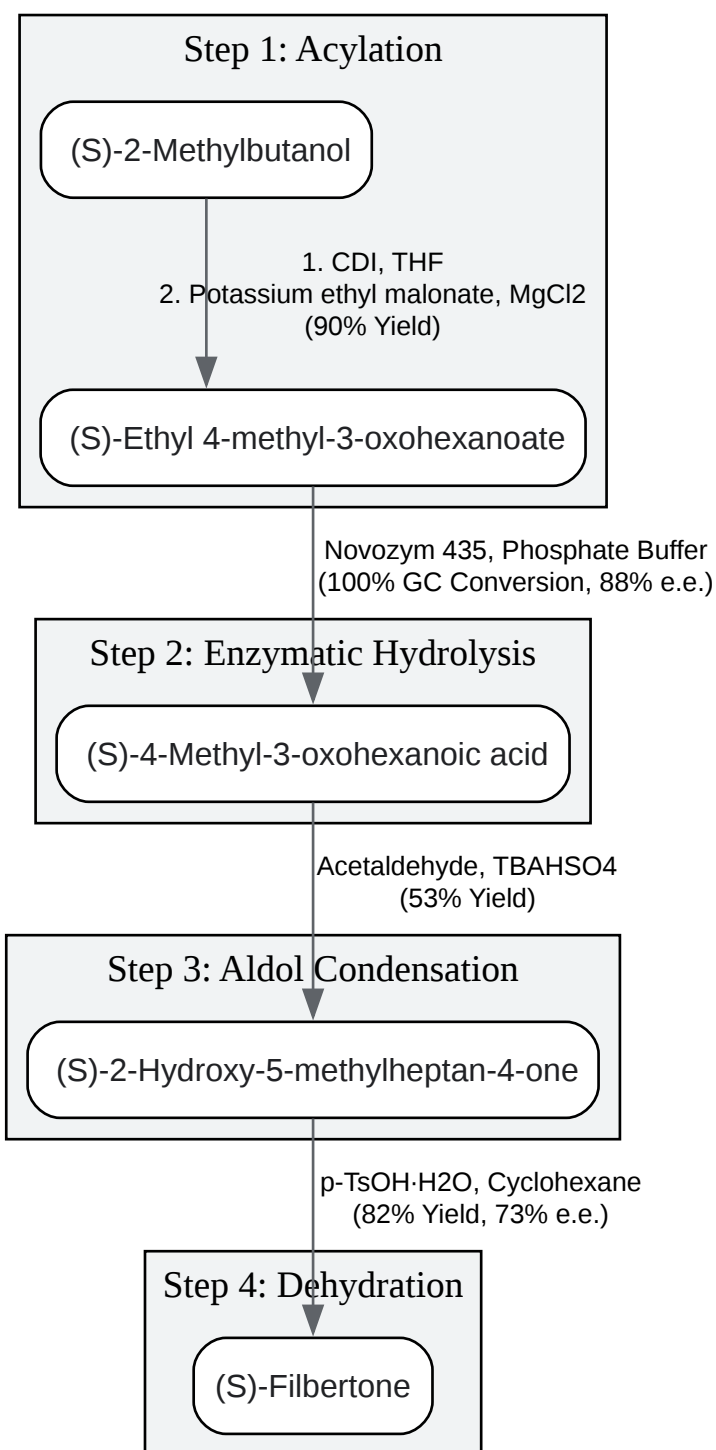 Step 1: Acylation
(S)-2-Methylbutanol
1. CDI, THF
2. Potassium ethyl malonate, MgCl2
(90% Yield)
(S)-Ethyl 4-methyl-3-oxohexanoate
Novozym 435, Phosphate Buffer
(100% GC Conversion, 88% e.e.)
Step 2: Enzymatic Hydrolysis
(S)-4-Methyl-3-oxohexanoic acid
Acetaldehyde, TBAHSO4
(53% Yield)
Step 3: Aldol Condensation
(S)-2-Hydroxy-5-methylheptan-4-one
p-TsOH·H2O, Cyclohexane
(82% Yield, 73% e.e.)
Step 4: Dehydration
(S)-Filbertone